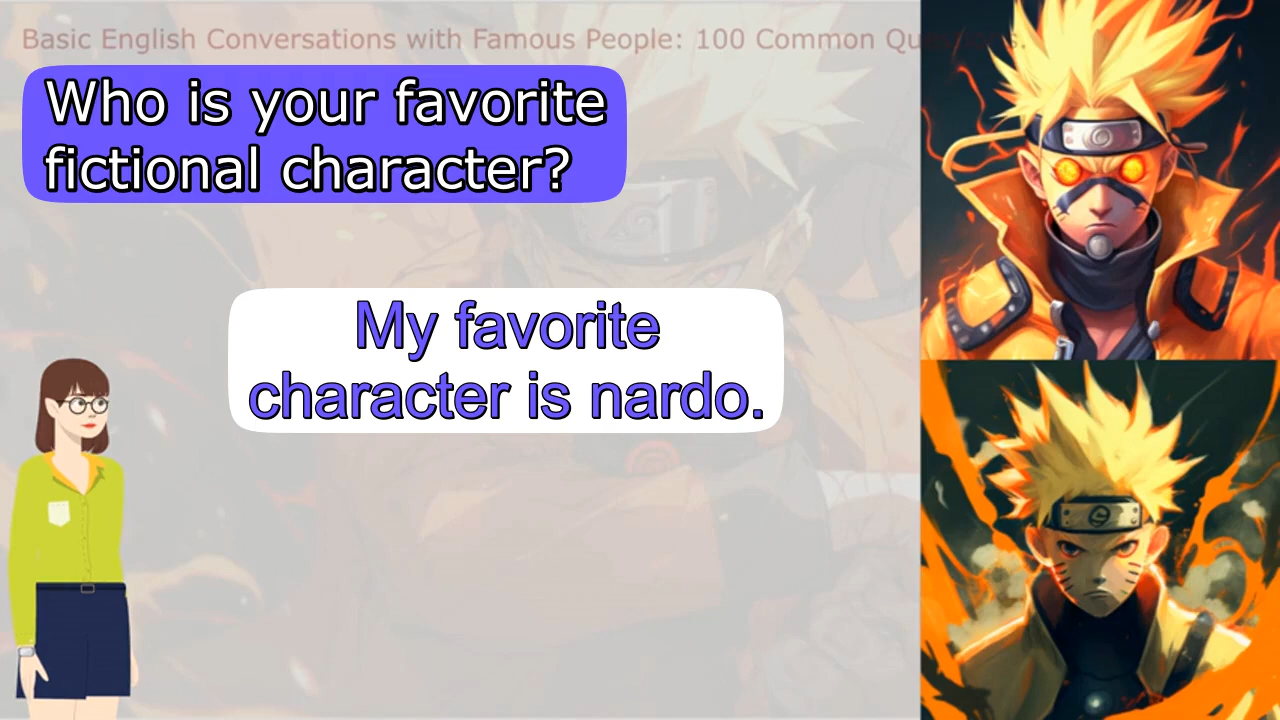 Basic English Conversations with Famous People: 100 Common
Who is your favorite
fictional character?
My favorite
character is nardo.